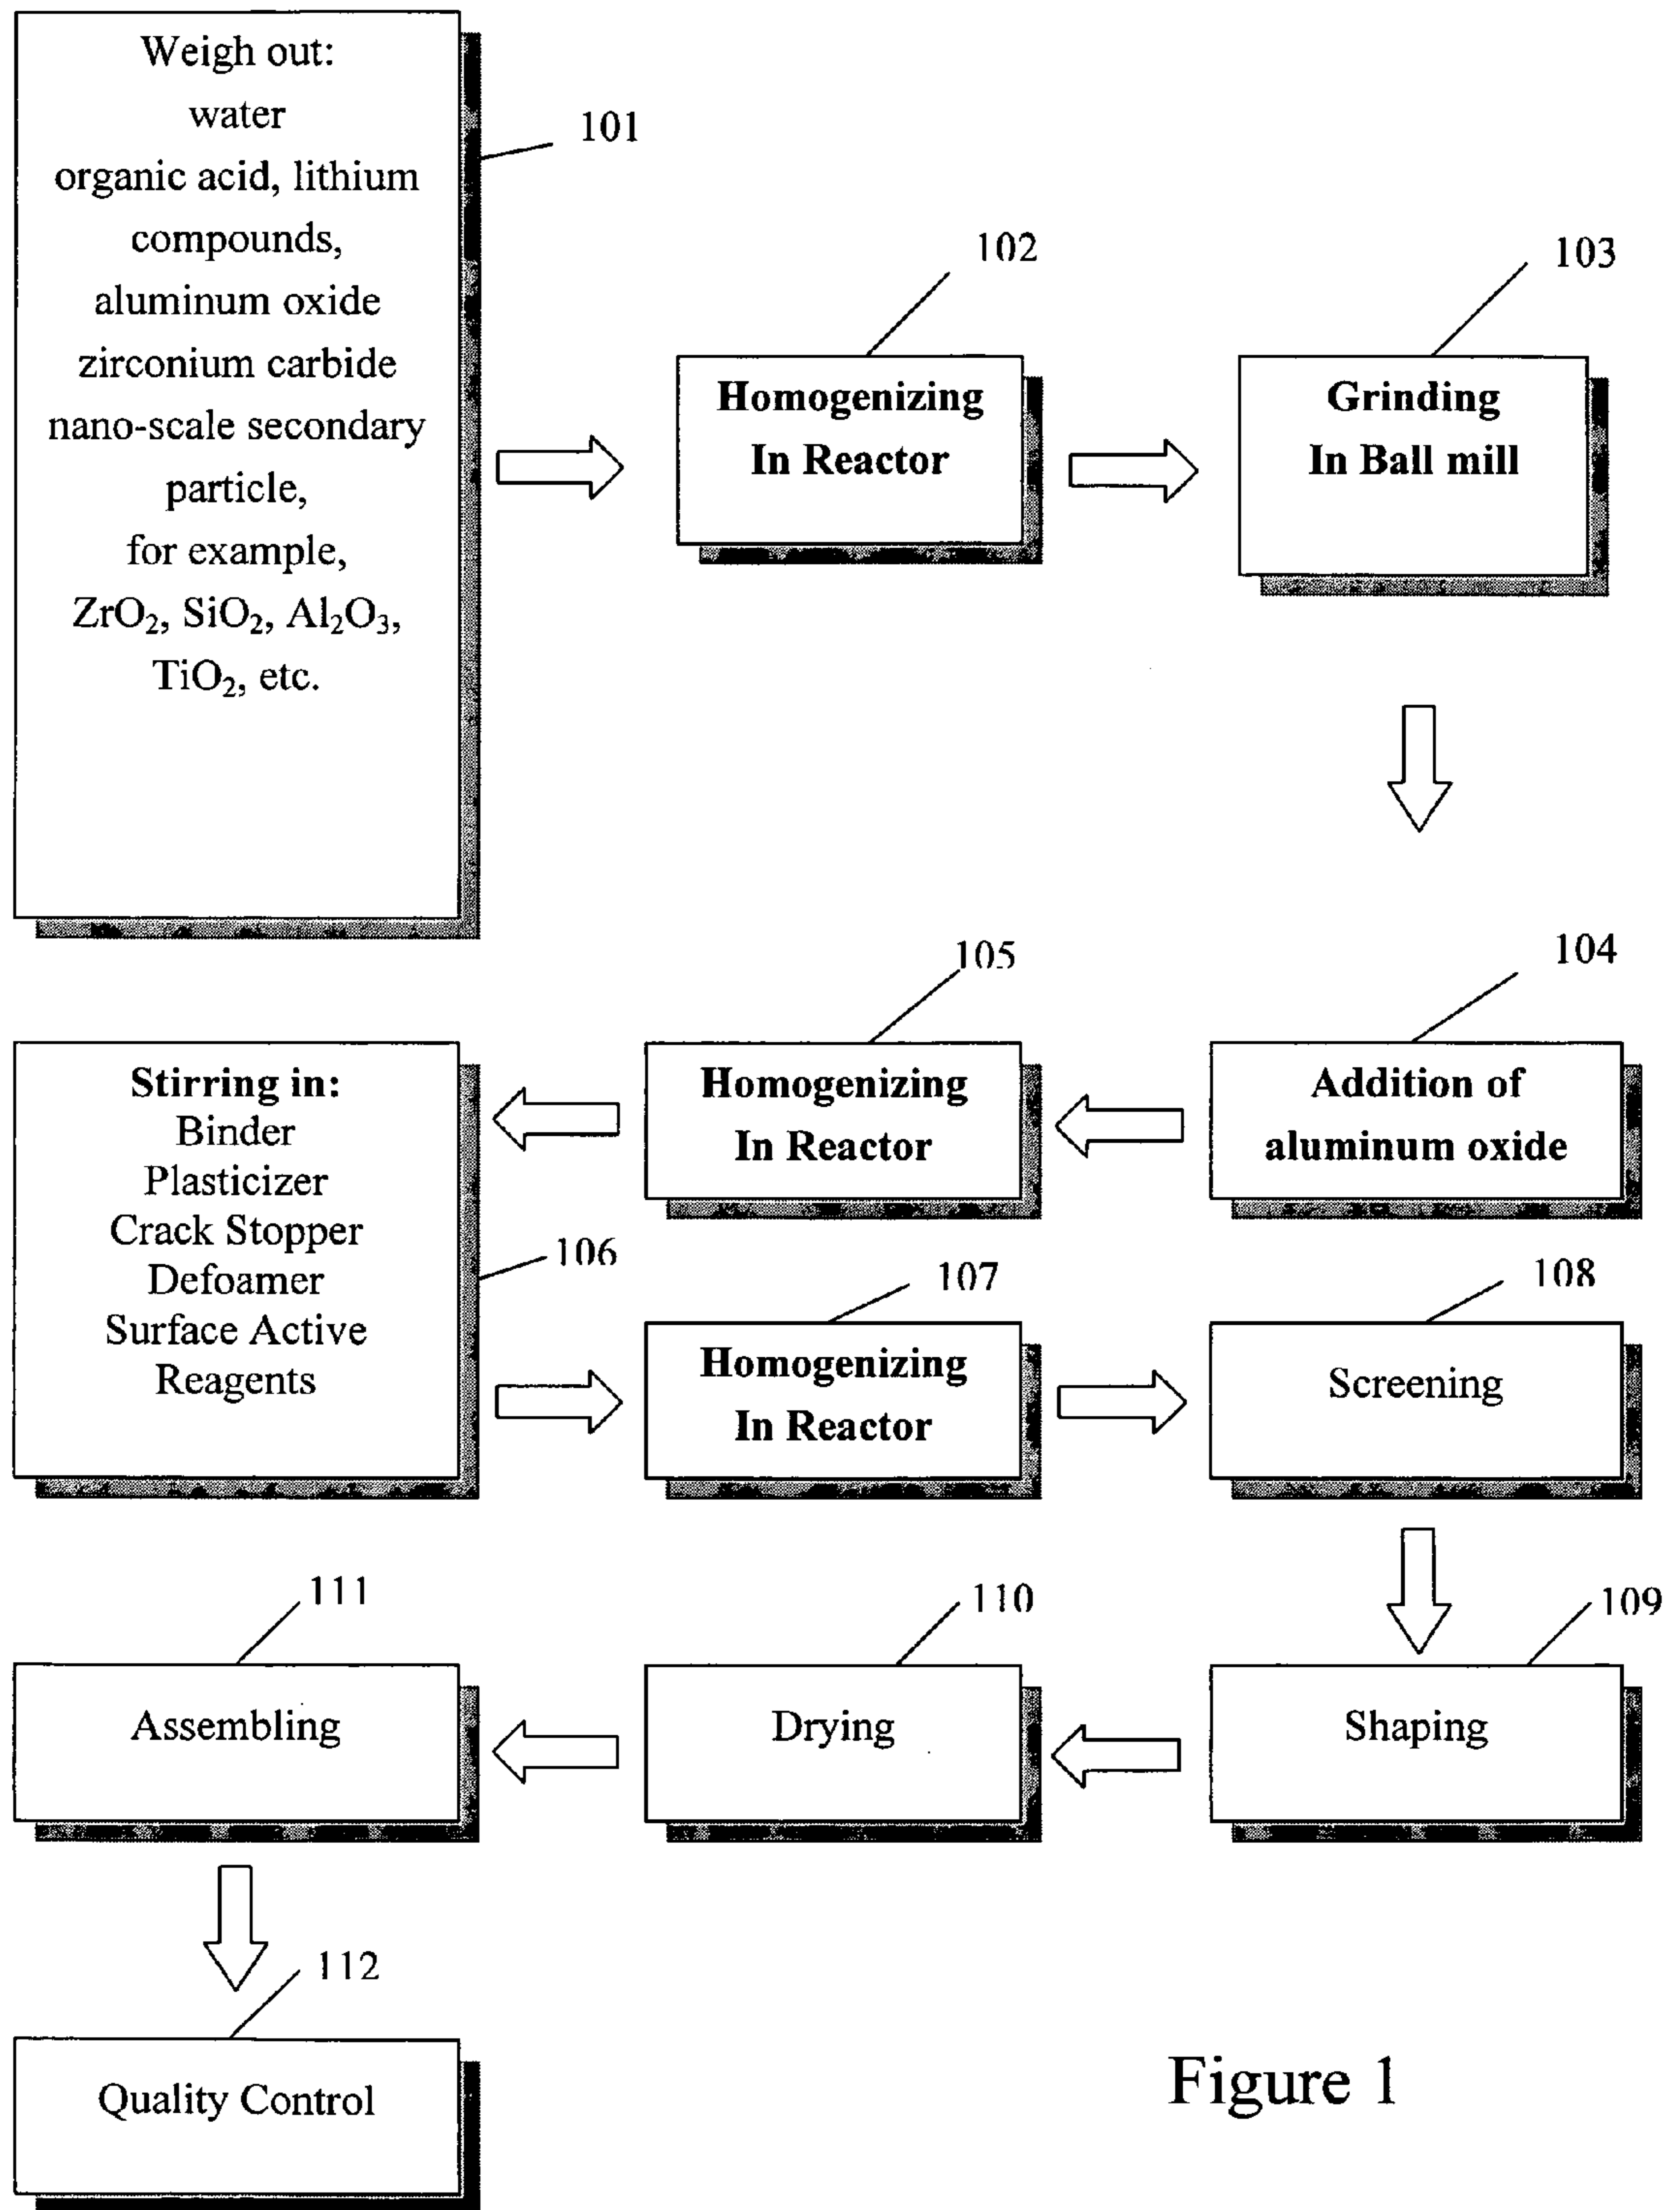 Weigh out:
water
organic acid, lithium
compounds,
aluminum oxide
zirconium carbide
nano-scale secondary
particle,
for example,
ZrO₂, SiO₂, Al₂O₃,
TiO₂, etc.
101
102
Homogenizing
In Reactor
103
Grinding
In Ball mill
104
Addition of
aluminum oxide
105
Homogenizing
In Reactor
Stirring in:
Binder
Plasticizer
Crack Stopper
Defoamer
Surface Active
Reagents
106
107
Homogenizing
In Reactor
108
Screening
109
Shaping
110
Drying
111
Assembling
112
Quality Control
Figure 1